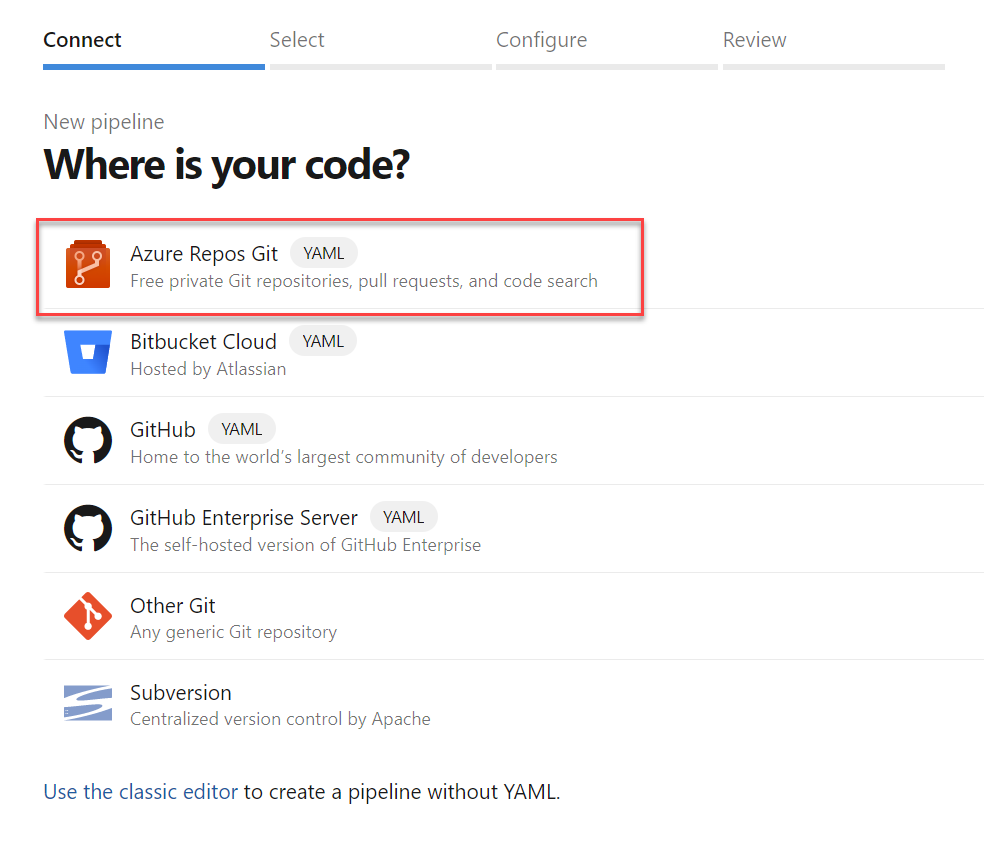 Connect Select Configure Review
New pipeline
Where is your code?
Azure Repos Git YAML
Free private Git repositories, pull requests, and code search
Bitbucket Cloud YAML
Hosted by Atlassian
GitHub YAML
Home to the world’s largest community of developers
GitHub Enterprise Server YAML
The self-hosted version of GitHub Enterprise
Other Git
Any generic Git repository
Subversion
Centralized version control by Apache
Use the classic editor to create a pipeline without YAML.